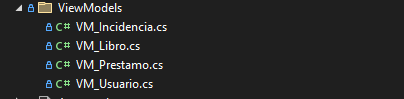 ViewModels
C# VM_Incidencia.cs
C# VM_Libro.cs
C# VM_Prestamo.cs
C# VM_Usuario.cs